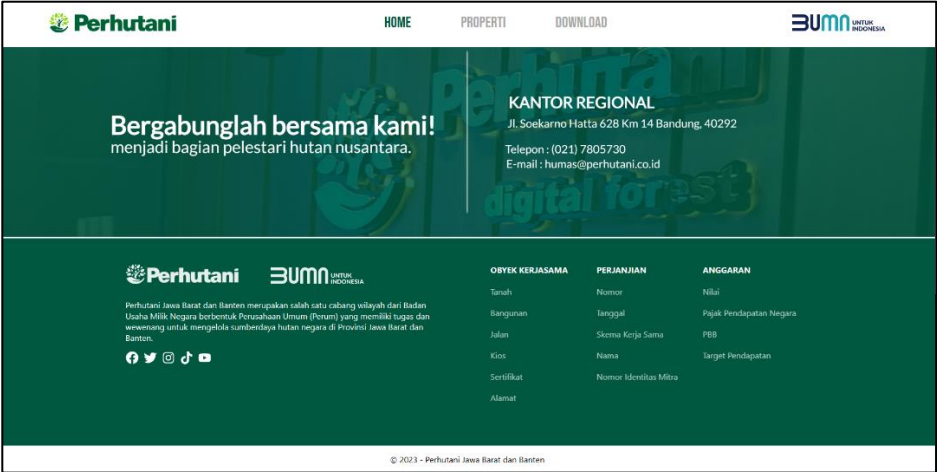 Perhutani
HOME
PROPERTI
DOWNLOAD
BUMN UNTUK INDONESIA
Perhutani
digital forest
Bergabunglah bersama kami!
menjadi bagian pelestari hutan nusantara.
KANTOR REGIONAL
Jl. Soekarno Hatta 628 Km 14 Bandung, 40292
Telepon : (021) 7805730
E-mail : humas@perhutani.co.id
Perhutani
BUMN UNTUK INDONESIA
Perhutani Jawa Barat dan Banten merupakan salah satu cabang wilayah dari Badan
Usaha Milik Negara berbentuk Perusahaan Umum (Perum) yang memiliki tugas dan
wewenang untuk mengelola sumberdaya hutan negara di Provinsi Jawa Barat dan
Banten.
OBYEK KERJASAMA
Tanah
Bangunan
Jalan
Kios
Sertifikat
Alamat
PERJANJIAN
Nomor
Tanggal
Skema Kerja Sama
Nama
Nomor Identitas Mitra
ANGGARAN
Nilai
Pajak Pendapatan Negara
PBB
Target Pendapatan
© 2023 - Perhutani Jawa Barat dan Banten